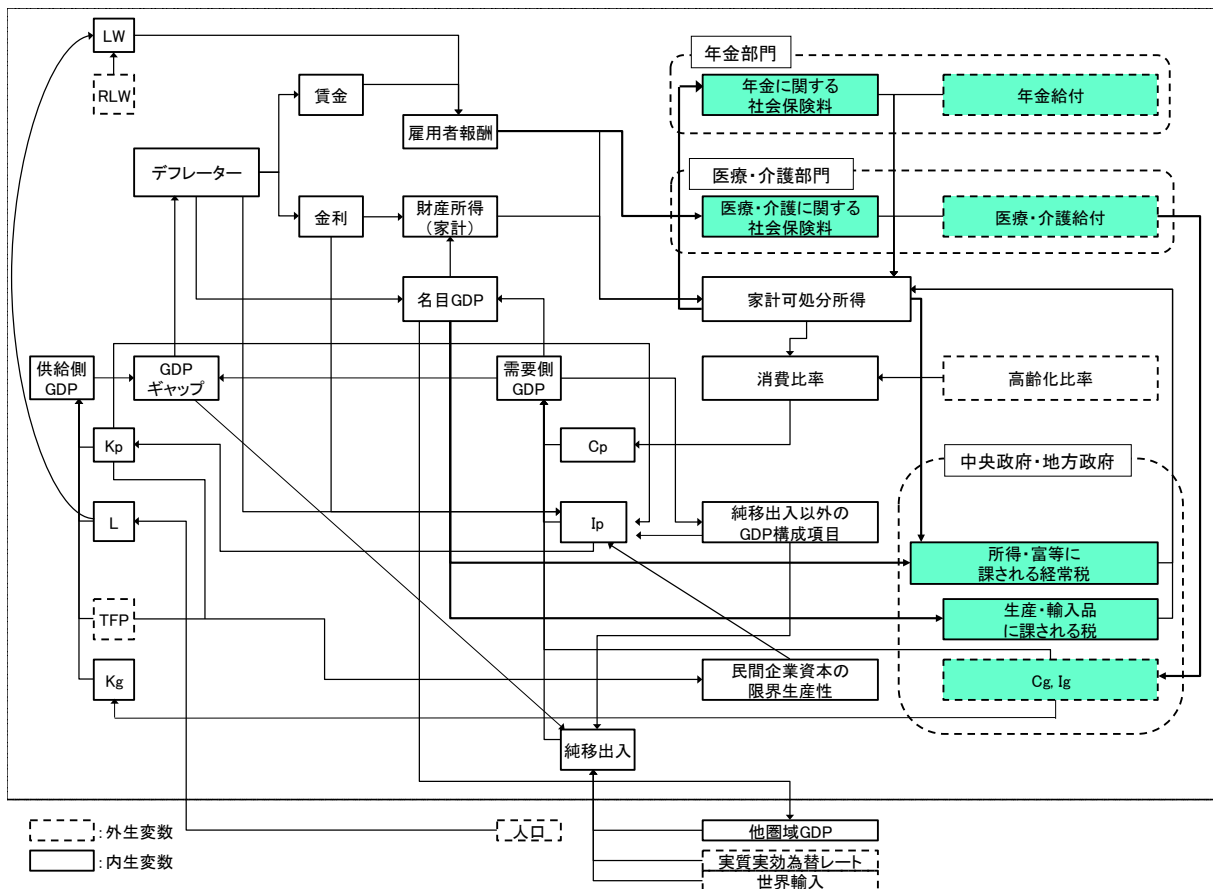 LW
RLW
賃金
雇用者報酬
デフレーター
金利
財産所得
(家計)
名目GDP
年金部門
年金に関する
社会保険料
年金給付
医療・介護部門
医療・介護に関する
社会保険料
医療・介護給付
家計可処分所得
供給側
GDP
GDP
ギャップ
需要側
GDP
消費比率
高齢化比率
Kp
Cp
中央政府・地方政府
L
Ip
純移出入以外の
GDP構成項目
所得・富等に
課される経常税
TFP
生産・輸入品
に課される税
Kg
民間企業資本の
限界生産性
Cg, Ig
純移出入
:外生変数
人口
他圏域GDP
:内生変数
実質実効為替レート
世界輸入